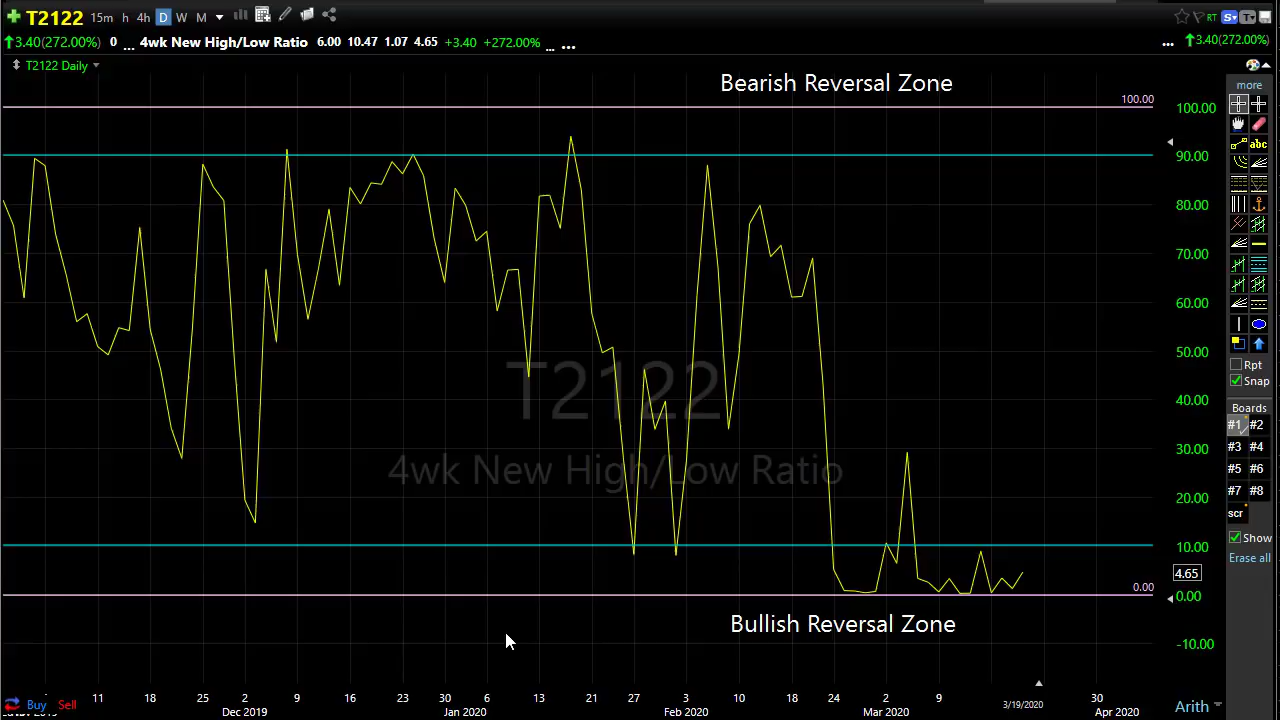 T2122 15m h 4h D W M RT S T
3.40(272.00%) 0 ... 4wk New High/Low Ratio 6.00 10.47 1.07 4.65 +3.40 +272.00% ... ... ... 3.40(272.00%)
T2122 Daily
more
Bearish Reversal Zone
100.00
100.00
90.00
abc
80.00
70.00
60.00
50.00
40.00
30.00
20.00
10.00
4.65
0.00
0.00
-10.00
T2122
4wk New High/Low Ratio
Bullish Reversal Zone
Rpt
Snap
Boards
#1 #2
#3 #4
#5 #6
#7 #8
scr
Show
Erase all
11 18 25 2 9 16 23 30 6 13 21 27 3 10 18 24 2 9 30
Buy Sell
Dec 2019 Jan 2020 Feb 2020 Mar 2020 3/19/2020 Apr 2020
Arith